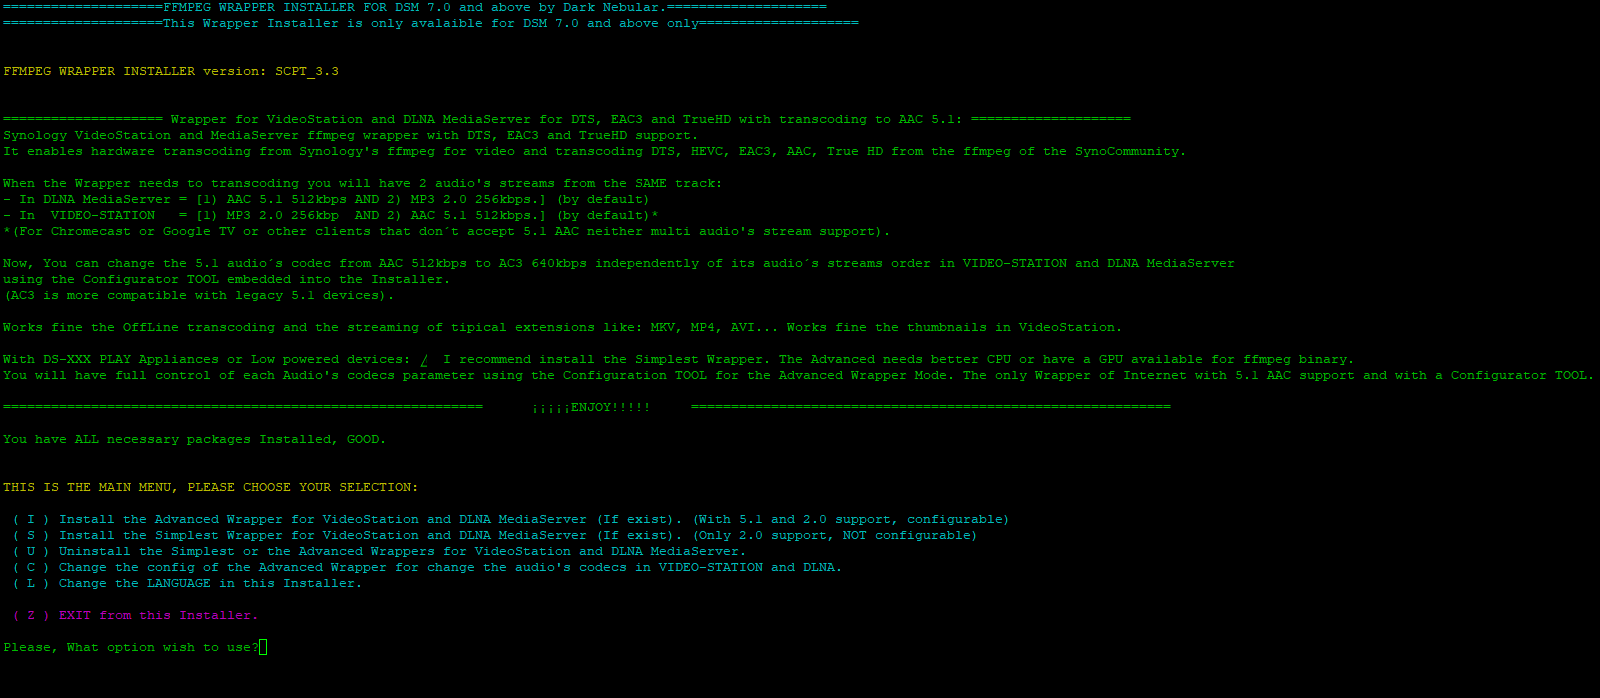 ====================FFMPEG WRAPPER INSTALLER FOR DSM 7.0 and above by Dark Nebular.====================
====================This Wrapper Installer is only avalaible for DSM 7.0 and above only====================
FFMPEG WRAPPER INSTALLER version: SCPT_3.3
==================== Wrapper for VideoStation and DLNA MediaServer for DTS, EAC3 and TrueHD with transcoding to AAC 5.1: ====================
Synology VideoStation and MediaServer ffmpeg wrapper with DTS, EAC3 and TrueHD support.
It enables hardware transcoding from Synology's ffmpeg for video and transcoding DTS, HEVC, EAC3, AAC, True HD from the ffmpeg of the SynoCommunity.
When the Wrapper needs to transcoding you will have 2 audio's streams from the SAME track:
- In DLNA MediaServer = [1) AAC 5.1 512kbps AND 2) MP3 2.0 256kbps.] (by default)
- In  VIDEO-STATION   = [1) MP3 2.0 256kbp  AND 2) AAC 5.1 512kbps.] (by default)*
*(For Chromecast or Google TV or other clients that don´t accept 5.1 AAC neither multi audio's stream support).
Now, You can change the 5.1 audio´s codec from AAC 512kbps to AC3 640kbps independently of its audio´s streams order in VIDEO-STATION and DLNA MediaServer
using the Configurator TOOL embedded into the Installer.
(AC3 is more compatible with legacy 5.1 devices).
Works fine the OffLine transcoding and the streaming of tipical extensions like: MKV, MP4, AVI... Works fine the thumbnails in VideoStation.
With DS-XXX PLAY Appliances or Low powered devices: /  I recommend install the Simplest Wrapper. The Advanced needs better CPU or have a GPU available for ffmpeg binary.
You will have full control of each Audio's codecs parameter using the Configuration TOOL for the Advanced Wrapper Mode. The only Wrapper of Internet with 5.1 AAC support and with a Configurator TOOL.
============================================================      ¡¡¡¡¡ENJOY!!!!!     ============================================================
You have ALL necessary packages Installed, GOOD.
THIS IS THE MAIN MENU, PLEASE CHOOSE YOUR SELECTION:
( I ) Install the Advanced Wrapper for VideoStation and DLNA MediaServer (If exist). (With 5.1 and 2.0 support, configurable)
( S ) Install the Simplest Wrapper for VideoStation and DLNA MediaServer (If exist). (Only 2.0 support, NOT configurable)
( U ) Uninstall the Simplest or the Advanced Wrappers for VideoStation and DLNA MediaServer.
( C ) Change the config of the Advanced Wrapper for change the audio's codecs in VIDEO-STATION and DLNA.
( L ) Change the LANGUAGE in this Installer.
( Z ) EXIT from this Installer.
Please, What option wish to use?